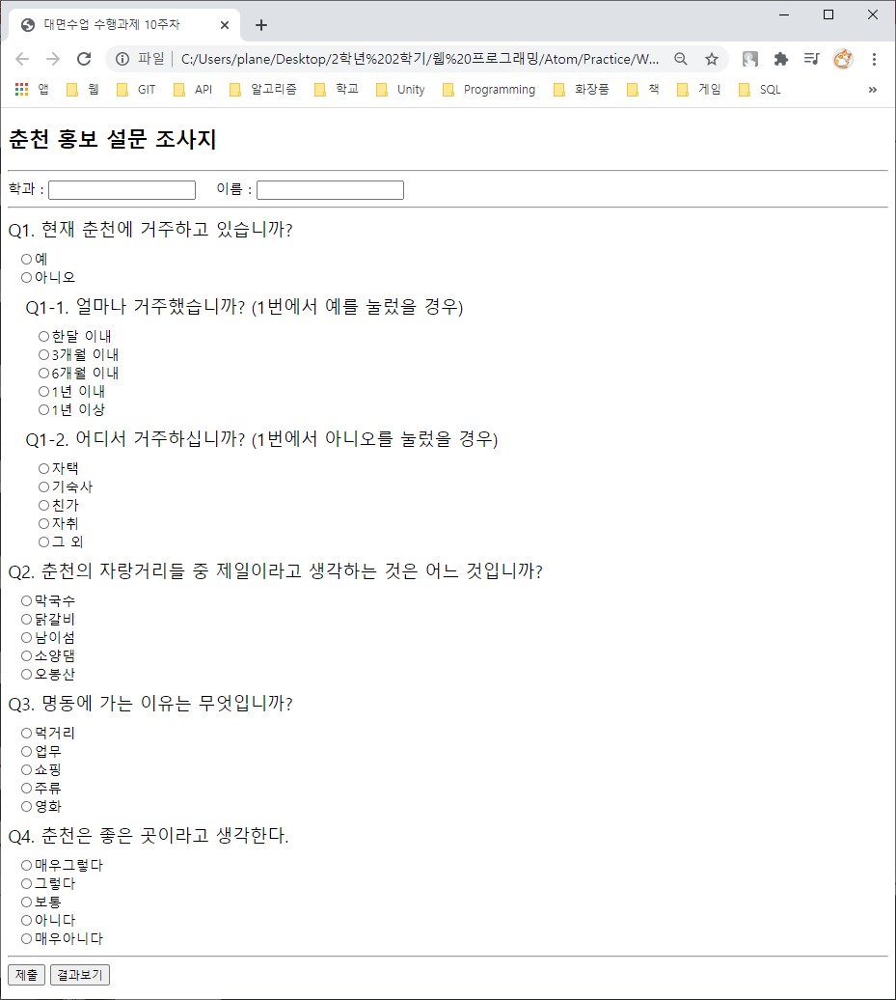 대면수업 수행과제 10주차
파일 C:/Users/plane/Desktop/2학년%202학기/웹%20프로그래밍/Atom/Practice/W...
앱 웹 GIT API 알고리즘 학교 Unity Programming 화장품 책 게임 SQL »
춘천 홍보 설문 조사지
학과 : 이름 :
Q1. 현재 춘천에 거주하고 있습니까?
예
아니오
Q1-1. 얼마나 거주했습니까? (1번에서 예를 눌렀을 경우)
한달 이내
3개월 이내
6개월 이내
1년 이내
1년 이상
Q1-2. 어디서 거주하십니까? (1번에서 아니오를 눌렀을 경우)
자택
기숙사
친가
자취
그 외
Q2. 춘천의 자랑거리들 중 제일이라고 생각하는 것은 어느 것입니까?
막국수
닭갈비
남이섬
소양댐
오봉산
Q3. 명동에 가는 이유는 무엇입니까?
먹거리
업무
쇼핑
주류
영화
Q4. 춘천은 좋은 곳이라고 생각한다.
매우그렇다
그렇다
보통
아니다
매우아니다
제출 결과보기